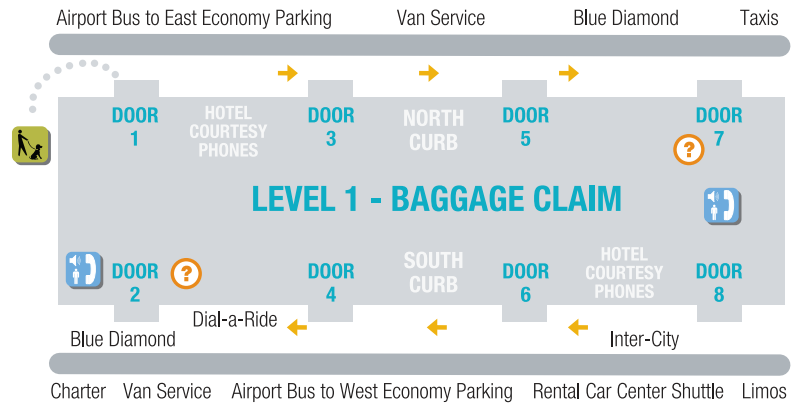 Airport Bus to East Economy Parking Van Service Blue Diamond Taxis
DOOR 1
HOTEL COURTESY PHONES
DOOR 3
NORTH CURB
DOOR 5
DOOR 7
?
LEVEL 1 - BAGGAGE CLAIM
DOOR 2
?
DOOR 4
SOUTH CURB
DOOR 6
HOTEL COURTESY PHONES
DOOR 8
Dial-a-Ride
Blue Diamond Inter-City
Charter Van Service Airport Bus to West Economy Parking Rental Car Center Shuttle Limos